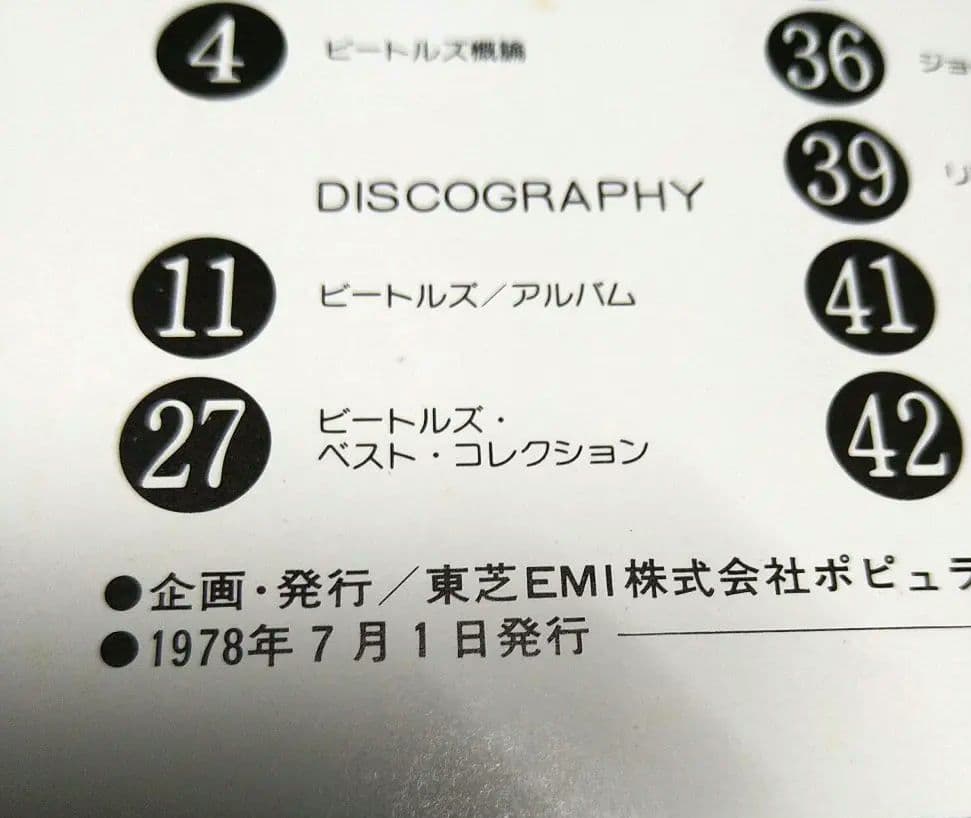 4 ビートルズ概論
DISCOGRAPHY
11 ビートルズ／アルバム
27 ビートルズ・
ベスト・コレクション
36 ジョ
39 リ
41
42
●企画・発行／東芝EMI株式会社ポピュラ
●1978年7月1日発行